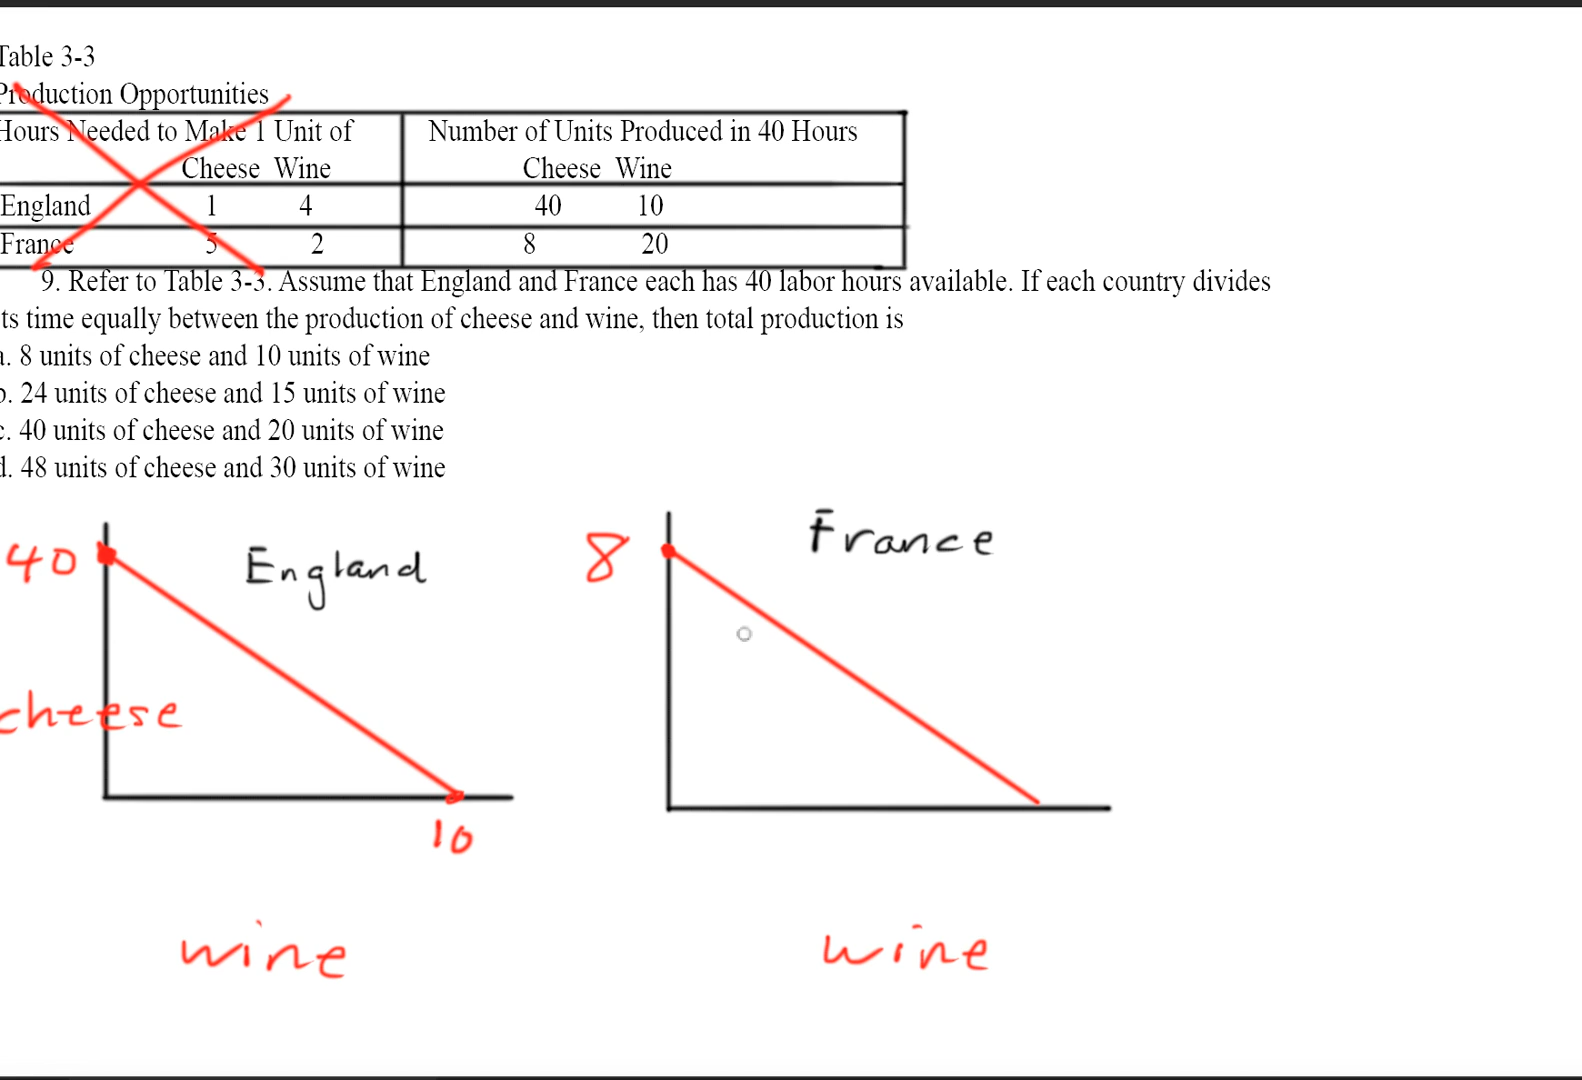 Table 3-3
Production Opportunities
Hours Needed to Make 1 Unit of Number of Units Produced in 40 Hours
Cheese Wine Cheese Wine
England 1 4 40 10
France 5 2 8 20
9. Refer to Table 3-3. Assume that England and France each has 40 labor hours available. If each country divides
ts time equally between the production of cheese and wine, then total production is
a. 8 units of cheese and 10 units of wine
b. 24 units of cheese and 15 units of wine
c. 40 units of cheese and 20 units of wine
d. 48 units of cheese and 30 units of wine
40 England 8 France
cheese
10
wine wine